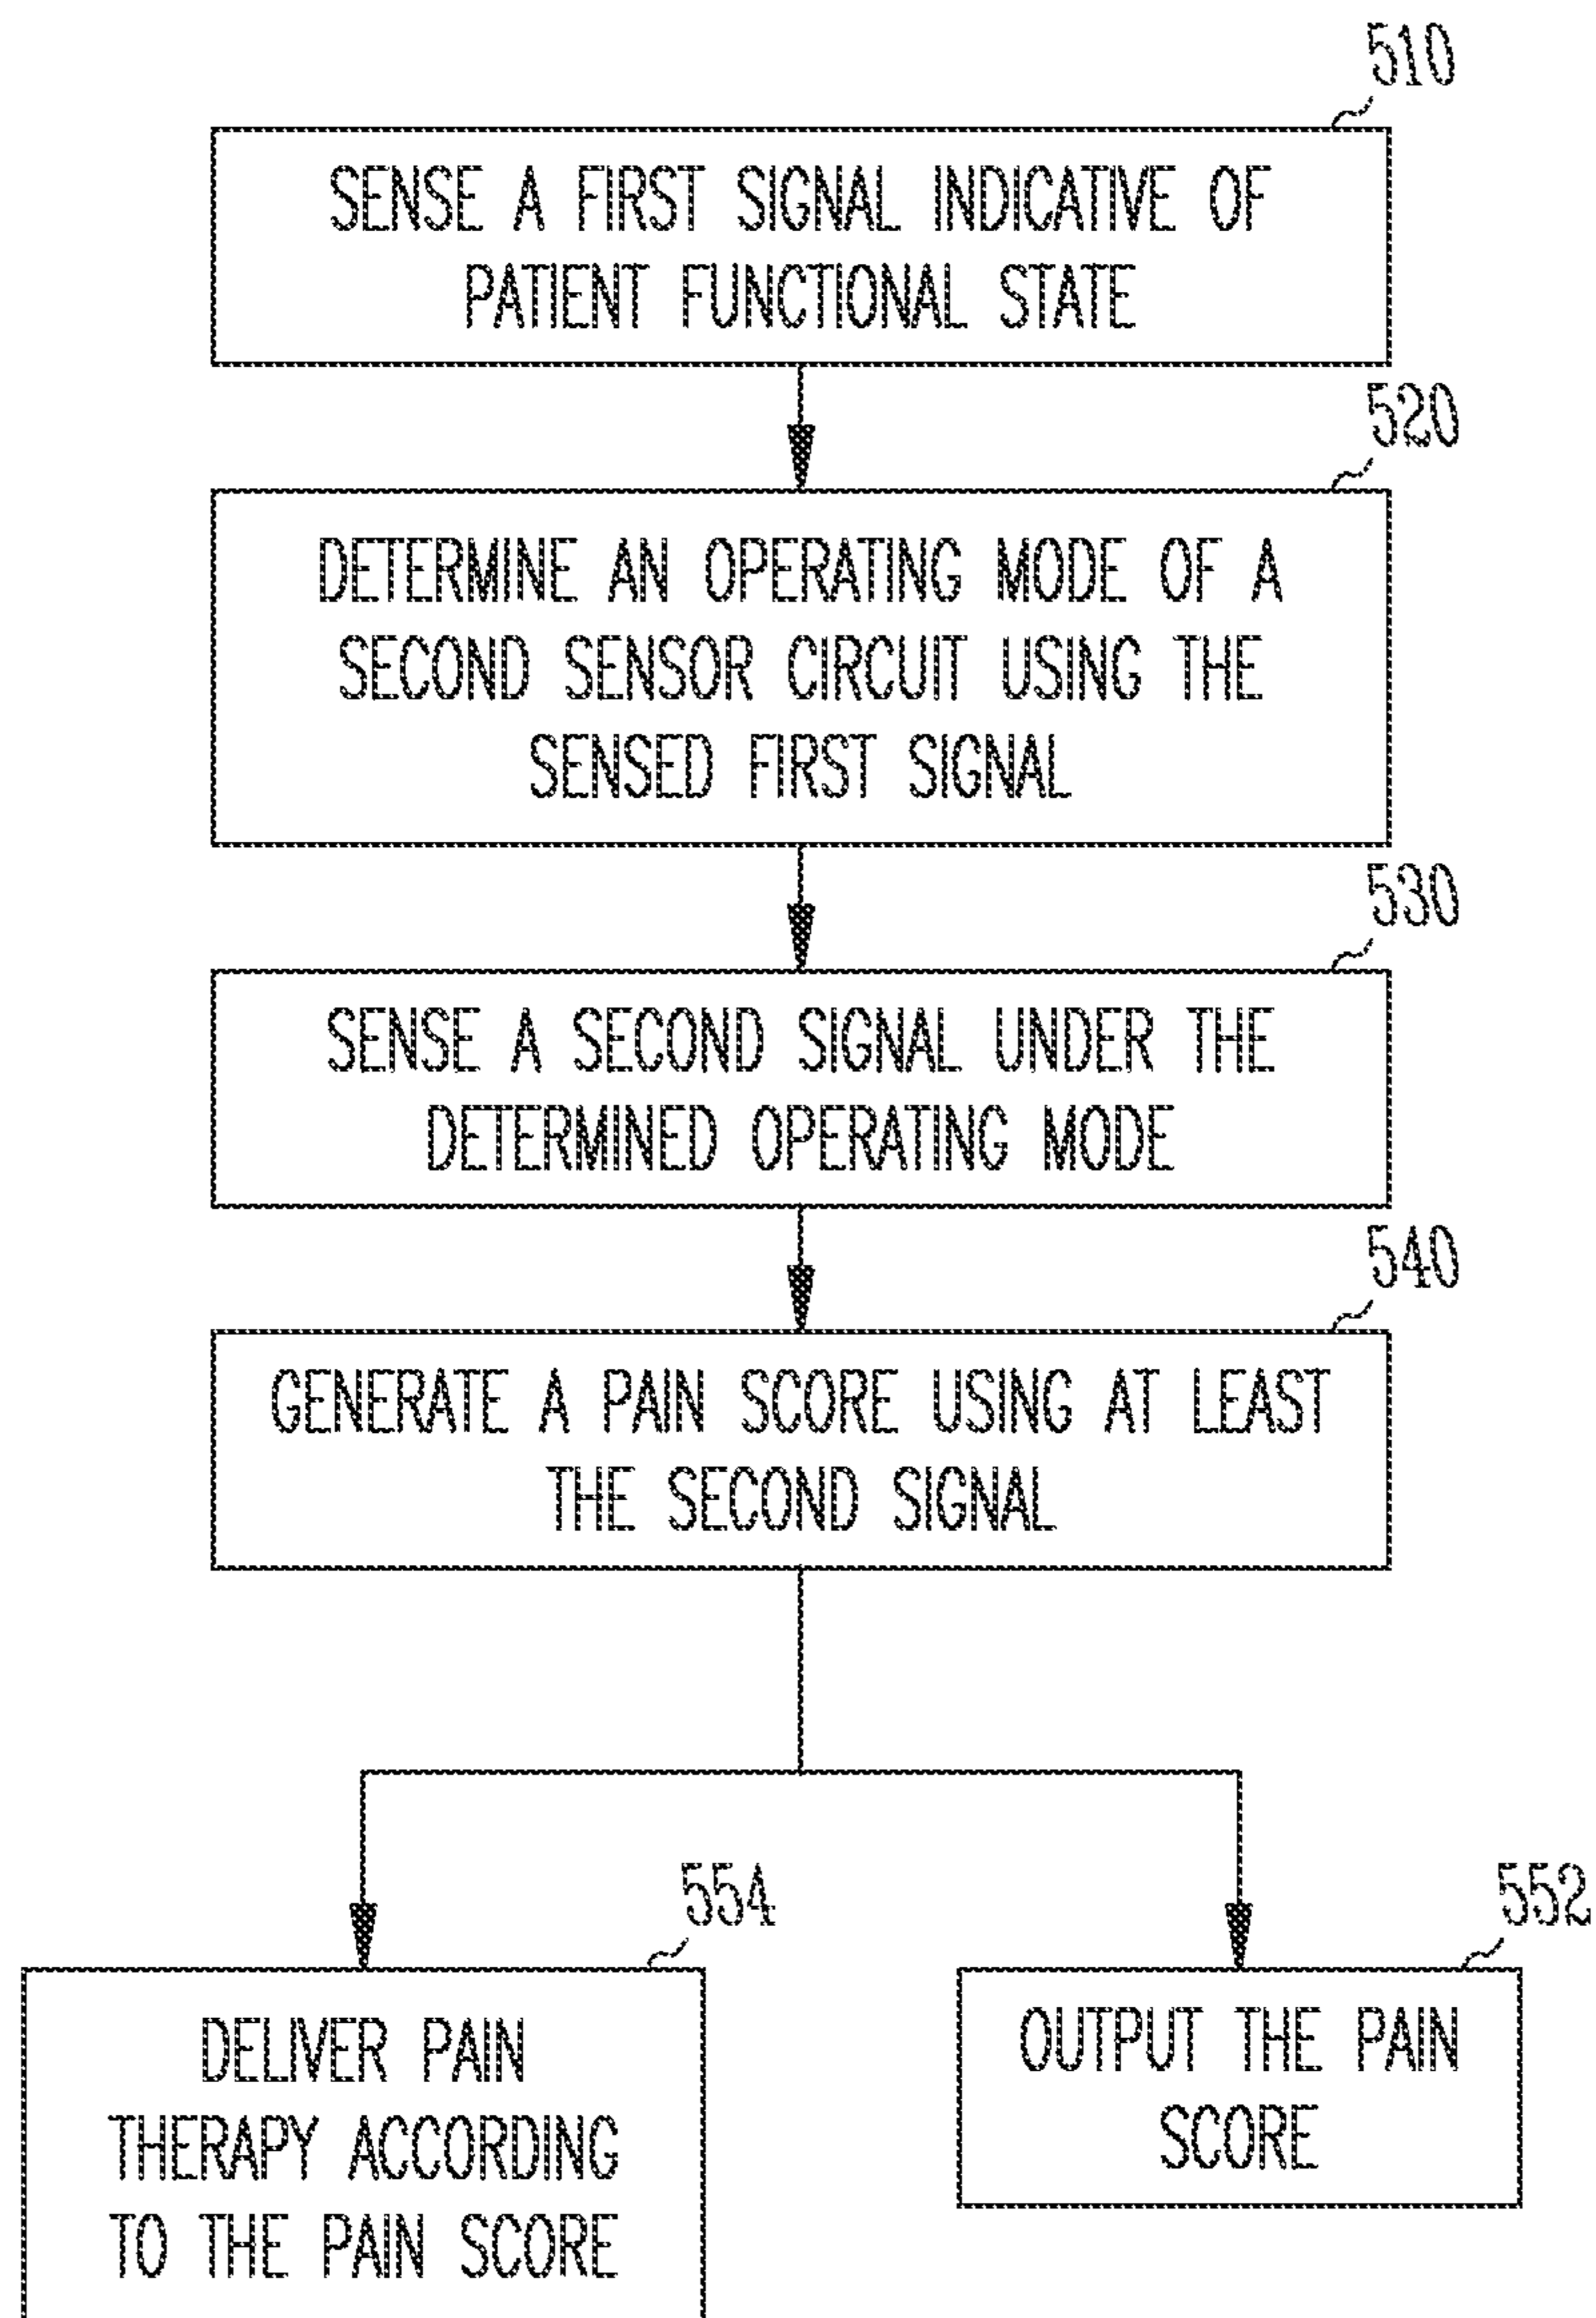 510
SENSE A FIRST SIGNAL INDICATIVE OF
PATIENT FUNCTIONAL STATE
520
DETERMINE AN OPERATING MODE OF A
SECOND SENSOR CIRCUIT USING THE
SENSED FIRST SIGNAL
530
SENSE A SECOND SIGNAL UNDER THE
DETERMINED OPERATING MODE
540
GENERATE A PAIN SCORE USING AT LEAST
THE SECOND SIGNAL
554
DELIVER PAIN
THERAPY ACCORDING
TO THE PAIN SCORE
552
OUTPUT THE PAIN
SCORE